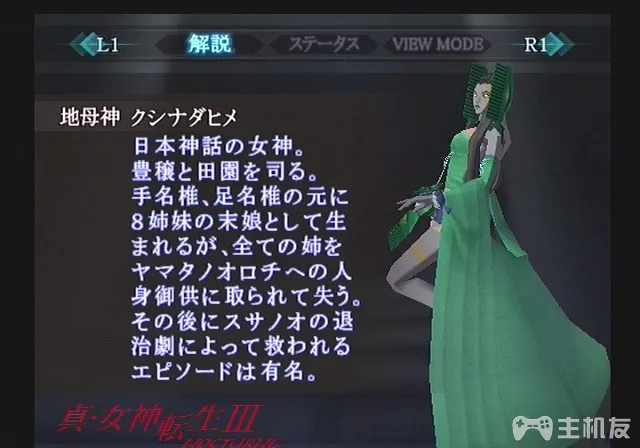 L1 解説 ステータス VIEW MODE R1
地母神 クシナダヒメ
日本神話の女神。
豊穣と田園を司る。
手名椎、足名椎の元に
8姉妹の末娘として生
まれるが、全ての姉を
ヤマタノオロチへの人
身御供に取られて失う。
その後にスサノオの退
治劇によって救われる
エピソードは有名。
真・女神転生III
NOCTURNE
主机友